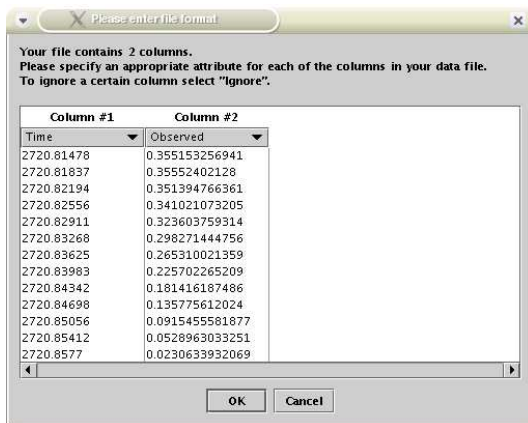 Please enter file format
Your file contains 2 columns.
Please specify an appropriate attribute for each of the columns in your data file.
To ignore a certain column select "Ignore".
Column #1 Column #2
Time Observed
2720.81478 0.355153256941
2720.81837 0.35552402128
2720.82194 0.351394766361
2720.82556 0.341021073205
2720.82911 0.323603759314
2720.83268 0.298271444756
2720.83625 0.265310021359
2720.83983 0.225702265209
2720.84342 0.181416187486
2720.84698 0.135775612024
2720.85056 0.0915455581877
2720.85412 0.0528963033251
2720.8577 0.0230633932069
OK Cancel